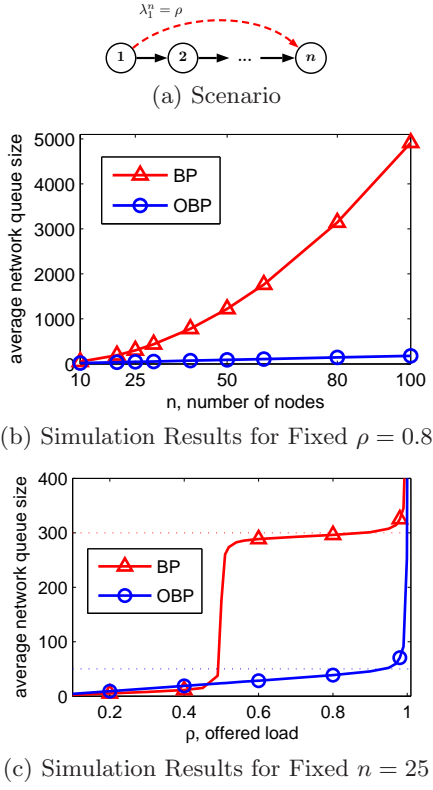 λ₁ⁿ = ρ
1 2 ... n
(a) Scenario
5000
4000
3000
2000
1000
0
average network queue size
BP
OBP
10 25 50 80 100
n, number of nodes
(b) Simulation Results for Fixed ρ = 0.8
400
300
200
100
0
average network queue size
BP
OBP
0.2 0.4 0.6 0.8 1
ρ, offered load
(c) Simulation Results for Fixed n = 25